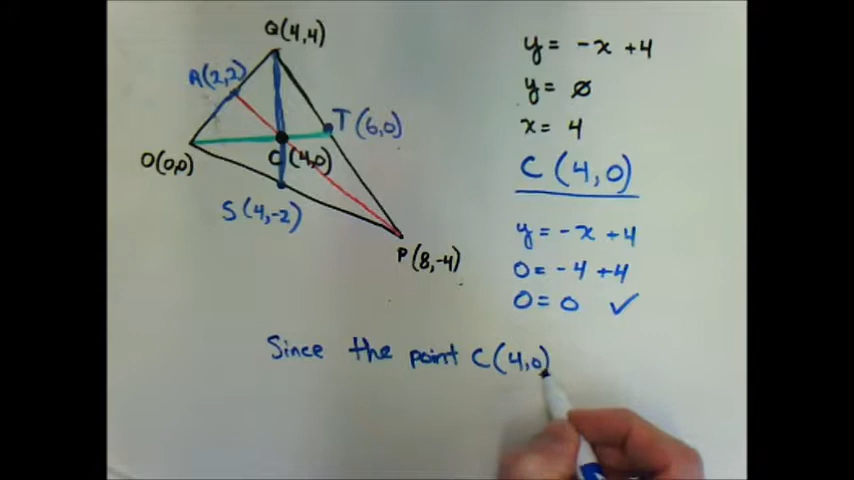 Q(4,4)
A(2,2)
T(6,0)
O(0,0)
C(4,0)
S(4,-2)
P(8,-4)
y = -x +4
y = ∅
x = 4
C(4,0)
y = -x +4
0 = -4 +4
0 = 0 ✓
Since the point C(4,0)